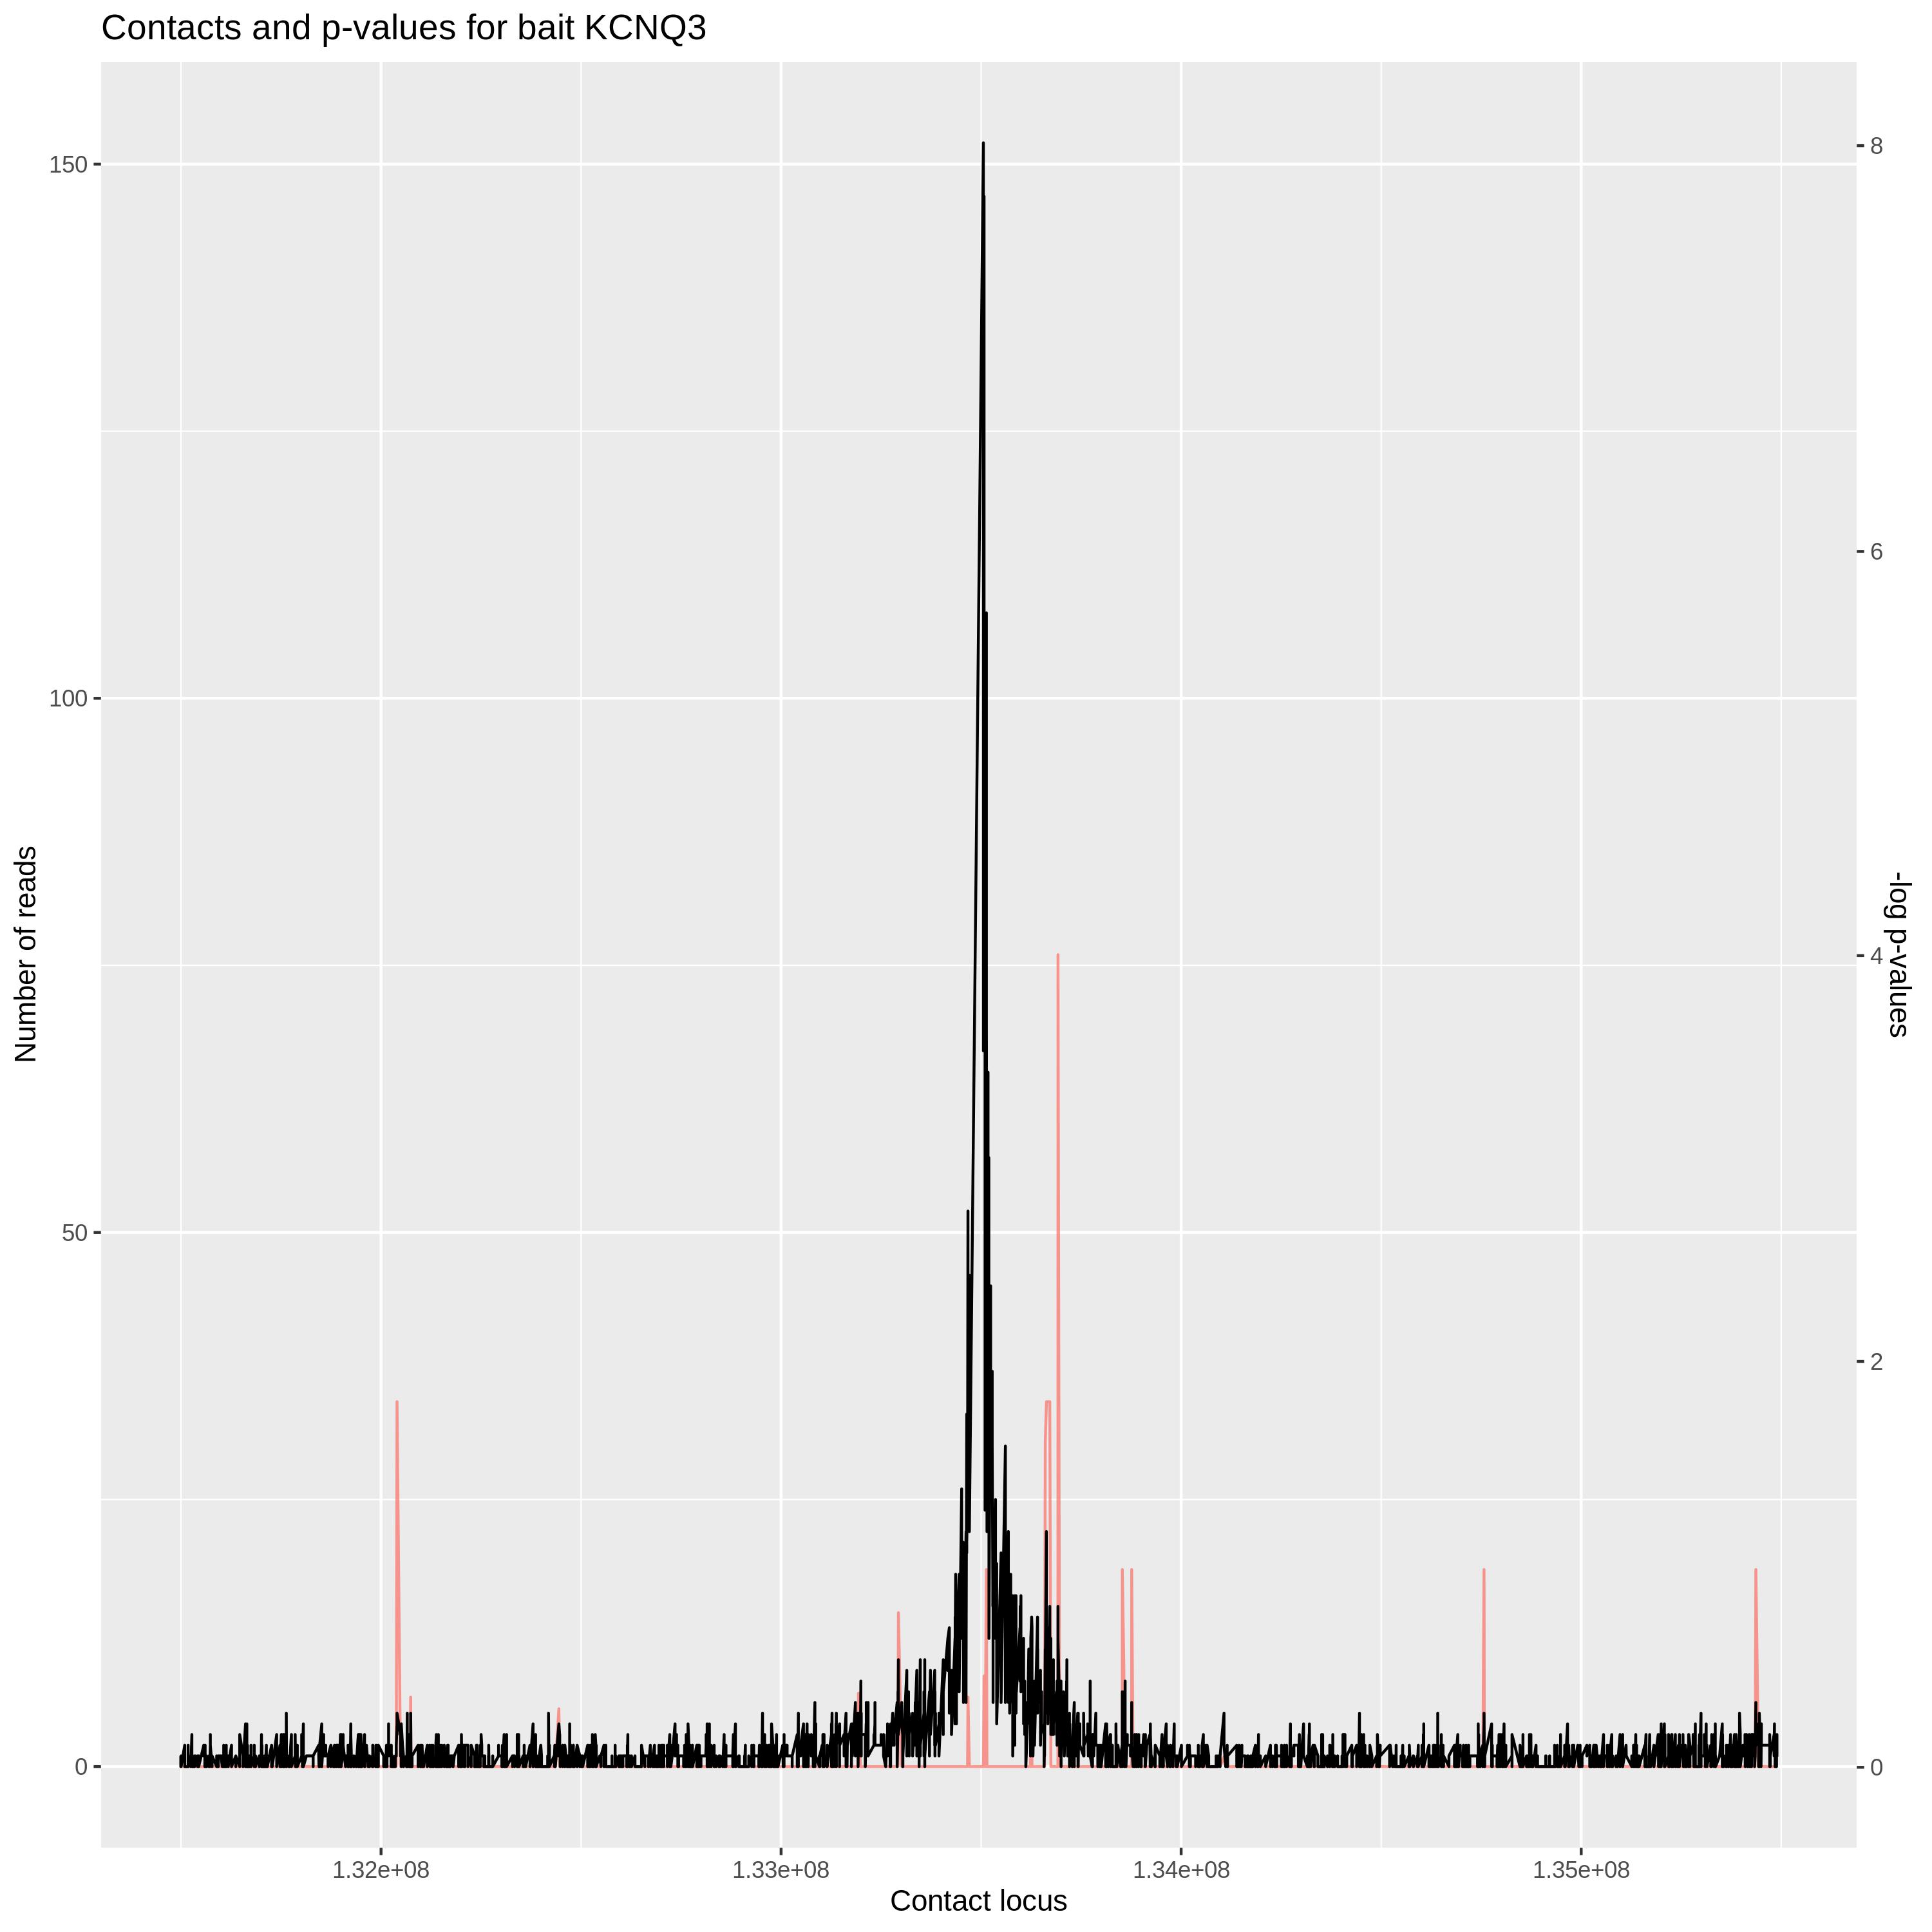 Contacts and p-values for bait KCNQ3
150
100
50
0
Number of reads
8
6
4
2
0
-log p-values
1.32e+08
1.33e+08
1.34e+08
1.35e+08
Contact locus